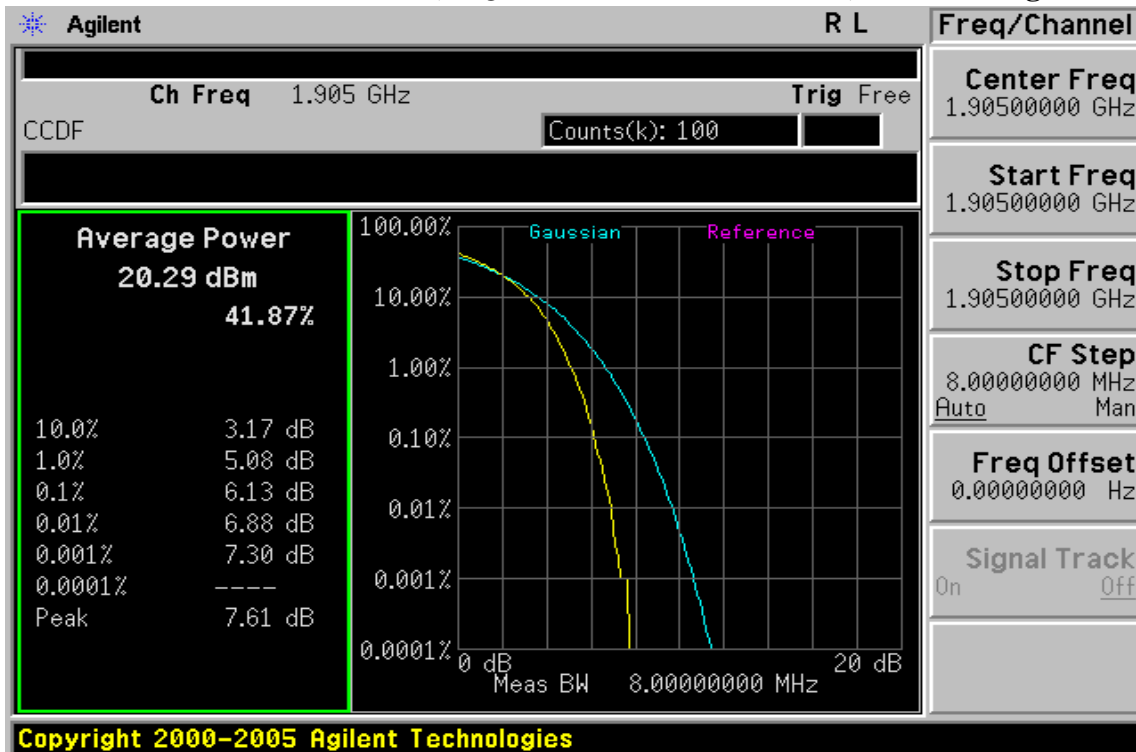 Agilent R L Freq/Channel
Ch Freq 1.905 GHz Trig Free
CCDF Counts(k): 100
Center Freq
1.90500000 GHz
Start Freq
1.90500000 GHz
Stop Freq
1.90500000 GHz
CF Step
8.00000000 MHz
Auto Man
Freq Offset
0.00000000 Hz
Signal Track
On Off
Average Power
20.29 dBm
41.87%
10.0% 3.17 dB
1.0% 5.08 dB
0.1% 6.13 dB
0.01% 6.88 dB
0.001% 7.30 dB
0.0001% ----
Peak 7.61 dB
Gaussian Reference
100.00%
10.00%
1.00%
0.10%
0.01%
0.001%
0.0001%
0 dB 20 dB
Meas BW 8.00000000 MHz
Copyright 2000-2005 Agilent Technologies